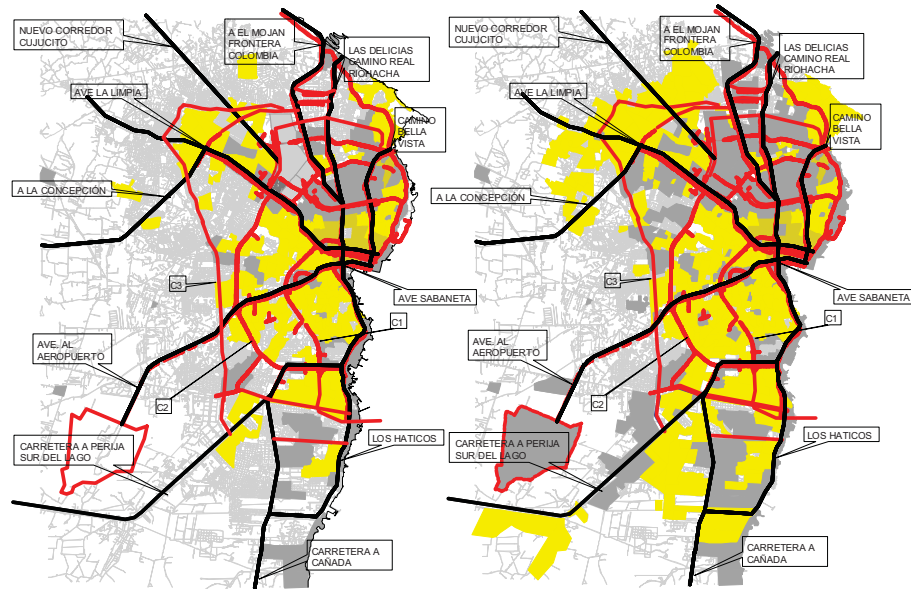 NUEVO CORREDOR
CUJUCITO
A EL MOJAN
FRONTERA
COLOMBIA
LAS DELICIAS
CAMINO REAL
RIOHACHA
AVE LA LIMPIA
CAMINO
BELLA
VISTA
A LA CONCEPCIÓN
C3
AVE SABANETA
C1
AVE. AL
AEROPUERTO
C2
CARRETERA A PERIJA
SUR DEL LAGO
LOS HATICOS
CARRETERA A
CAÑADA
NUEVO CORREDOR
CUJUCITO
A EL MOJAN
FRONTERA
COLOMBIA
LAS DELICIAS
CAMINO REAL
RIOHACHA
AVE LA LIMPIA
CAMINO
BELLA
VISTA
A LA CONCEPCIÓN
C3
AVE SABANETA
C1
AVE. AL
AEROPUERTO
C2
CARRETERA A PERIJA
SUR DEL LAGO
LOS HATICOS
CARRETERA A
CAÑADA